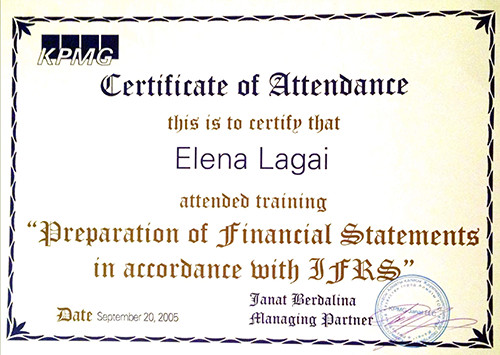 KPMG
Certificate of Attendance
this is to certify that
Elena Lagai
attended training
“Preparation of Financial Statements
in accordance with IFRS”
Date September 20, 2005
Janat Berdalina
Managing Partner